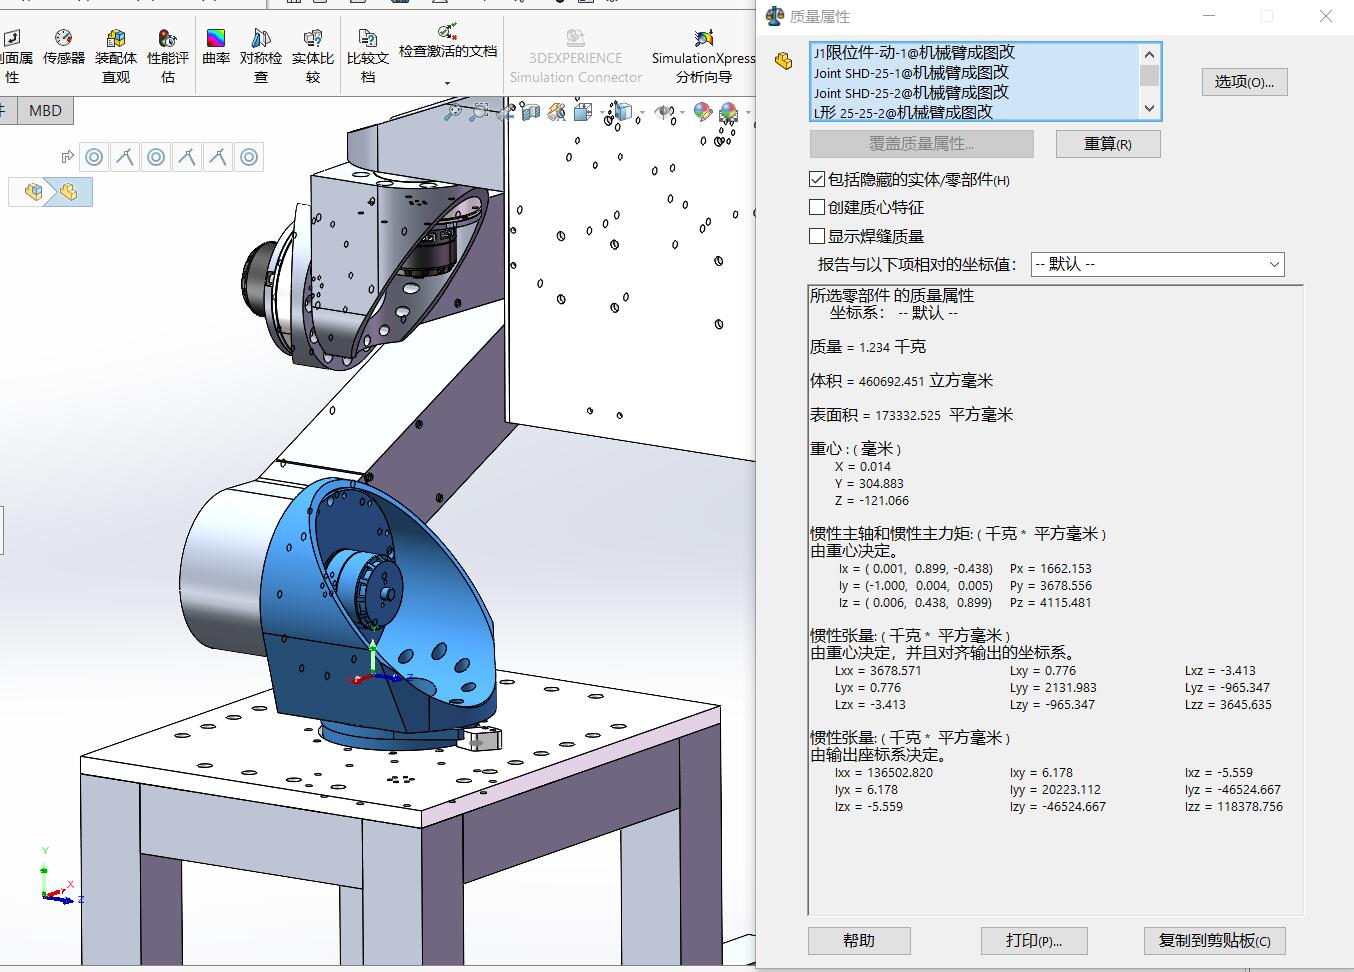 剖面属性
传感器
装配体直观
性能评估
曲率
对称检查
实体比较
比较文档
检查激活的文档
3DEXPERIENCE
Simulation Connector
SimulationXpress
分析向导
MBD
Y
X
Z
Z
质量属性
J1限位件-动-1@机械臂成图改
Joint SHD-25-1@机械臂成图改
Joint SHD-25-2@机械臂成图改
L形 25-25-2@机械臂成图改
选项(O)...
覆盖质量属性...
重算(R)
包括隐藏的实体/零部件(H)
创建质心特征
显示焊缝质量
报告与以下项相对的坐标值: -- 默认 --
所选零部件 的质量属性
坐标系: -- 默认 --
质量 = 1.234 千克
体积 = 460692.451 立方毫米
表面积 = 173332.525 平方毫米
重心 : ( 毫米 )
X = 0.014
Y = 304.883
Z = -121.066
惯性主轴和惯性主力矩: ( 千克 * 平方毫米 )
由重心决定。
Ix = ( 0.001, 0.899, -0.438) Px = 1662.153
Iy = (-1.000, 0.004, 0.005) Py = 3678.556
Iz = ( 0.006, 0.438, 0.899) Pz = 4115.481
惯性张量: ( 千克 * 平方毫米 )
由重心决定，并且对齐输出的坐标系。
Lxx = 3678.571 Lxy = 0.776 Lxz = -3.413
Lyx = 0.776 Lyy = 2131.983 Lyz = -965.347
Lzx = -3.413 Lzy = -965.347 Lzz = 3645.635
惯性张量: ( 千克 * 平方毫米 )
由输出座标系决定。
Ixx = 136502.820 Ixy = 6.178 Ixz = -5.559
Iyx = 6.178 Iyy = 20223.112 Iyz = -46524.667
Izx = -5.559 Izy = -46524.667 Izz = 118378.756
帮助
打印(P)...
复制到剪贴板(C)